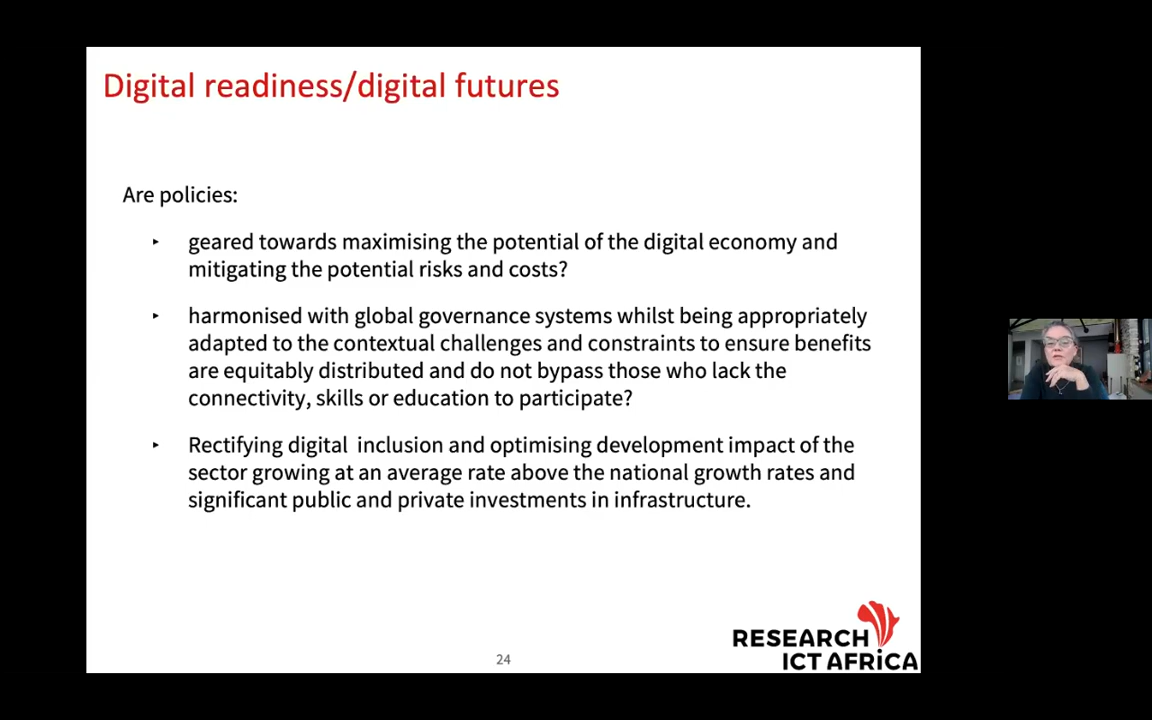 Digital readiness/digital futures
Are policies:
‣ geared towards maximising the potential of the digital economy and
mitigating the potential risks and costs?
‣ harmonised with global governance systems whilst being appropriately
adapted to the contextual challenges and constraints to ensure benefits
are equitably distributed and do not bypass those who lack the
connectivity, skills or education to participate?
‣ Rectifying digital  inclusion and optimising development impact of the
sector growing at an average rate above the national growth rates and
significant public and private investments in infrastructure.
24
RESEARCH
ICT AFRICA